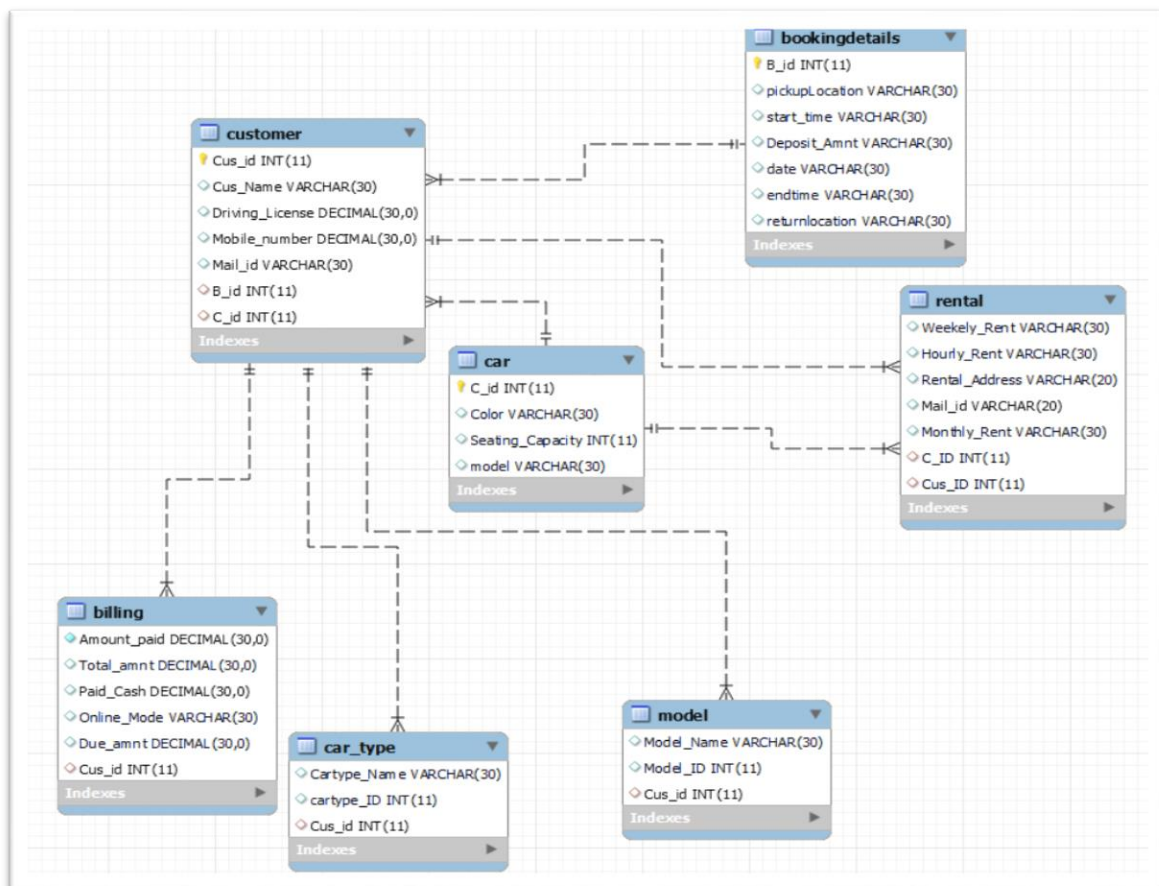 bookingdetails
B_id INT(11)
pickupLocation VARCHAR(30)
start_time VARCHAR(30)
Deposit_Amnt VARCHAR(30)
date VARCHAR(30)
endtime VARCHAR(30)
returnlocation VARCHAR(30)
Indexes
customer
Cus_id INT(11)
Cus_Name VARCHAR(30)
Driving_License DECIMAL(30,0)
Mobile_number DECIMAL(30,0)
Mail_id VARCHAR(30)
B_id INT(11)
C_id INT(11)
Indexes
rental
Weekely_Rent VARCHAR(30)
Hourly_Rent VARCHAR(30)
Rental_Address VARCHAR(20)
Mail_id VARCHAR(20)
Monthly_Rent VARCHAR(30)
C_ID INT(11)
Cus_ID INT(11)
Indexes
car
C_id INT(11)
Color VARCHAR(30)
Seating_Capacity INT(11)
model VARCHAR(30)
Indexes
billing
Amount_paid DECIMAL(30,0)
Total_amnt DECIMAL(30,0)
Paid_Cash DECIMAL(30,0)
Online_Mode VARCHAR(30)
Due_amnt DECIMAL(30,0)
Cus_id INT(11)
Indexes
car_type
Cartype_Name VARCHAR(30)
cartype_ID INT(11)
Cus_id INT(11)
Indexes
model
Model_Name VARCHAR(30)
Model_ID INT(11)
Cus_id INT(11)
Indexes